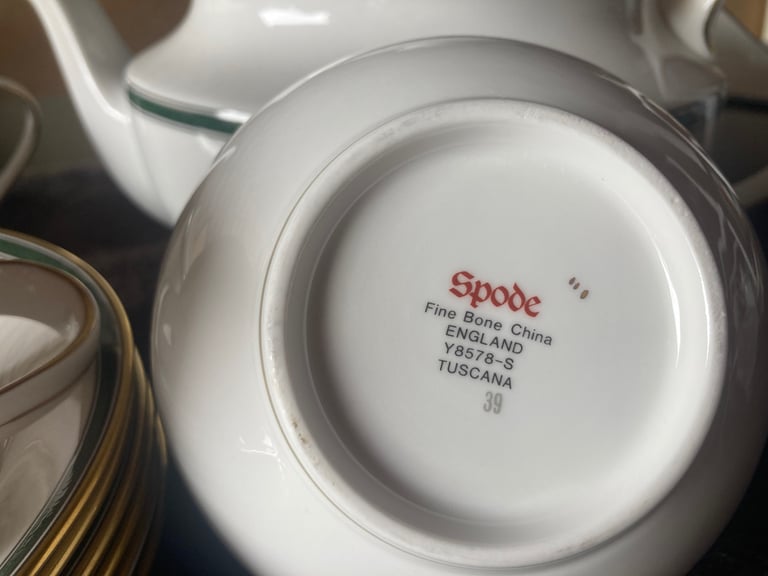 Spode
Fine Bone China
ENGLAND
Y8578-S
TUSCANA
39